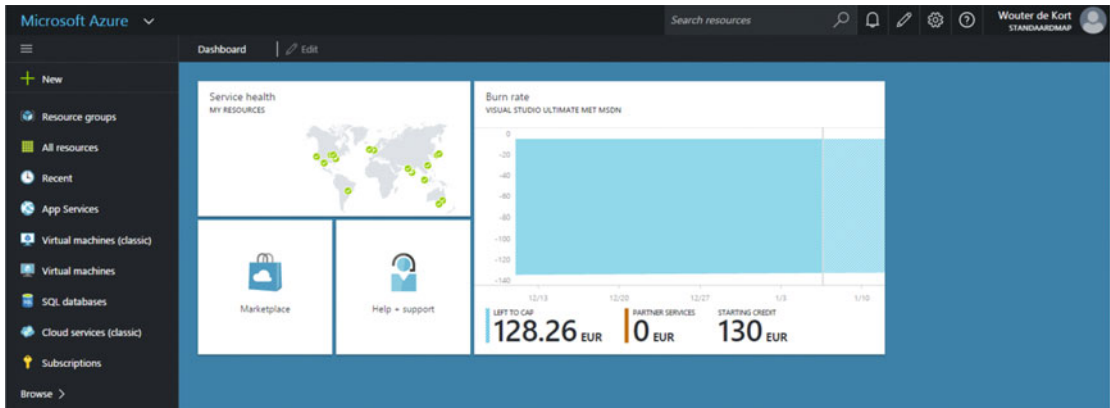 Microsoft Azure
Search resources
Wouter de Kort
STANDAARDMAP
Dashboard
Edit
New
Resource groups
All resources
Recent
App Services
Virtual machines (classic)
Virtual machines
SQL databases
Cloud services (classic)
Subscriptions
Browse >
Service health
MY RESOURCES
Marketplace
Help + support
Burn rate
VISUAL STUDIO ULTIMATE MET MSDN
0
-20
-40
-60
-80
-100
-120
-140
12/13 12/20 12/27 1/3 1/10
LEFT TO CAP
128.26 EUR
PARTNER SERVICES
0 EUR
STARTING CREDIT
130 EUR